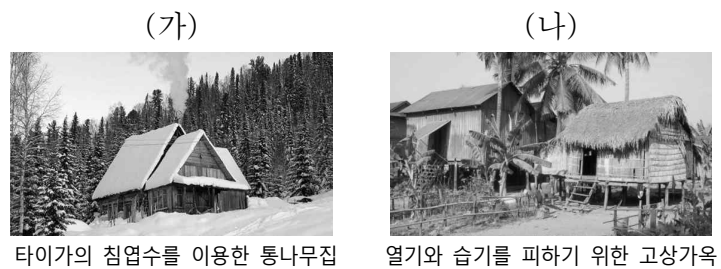 (가)
(나)
타이가의 침엽수를 이용한 통나무집
열기와 습기를 피하기 위한 고상가옥